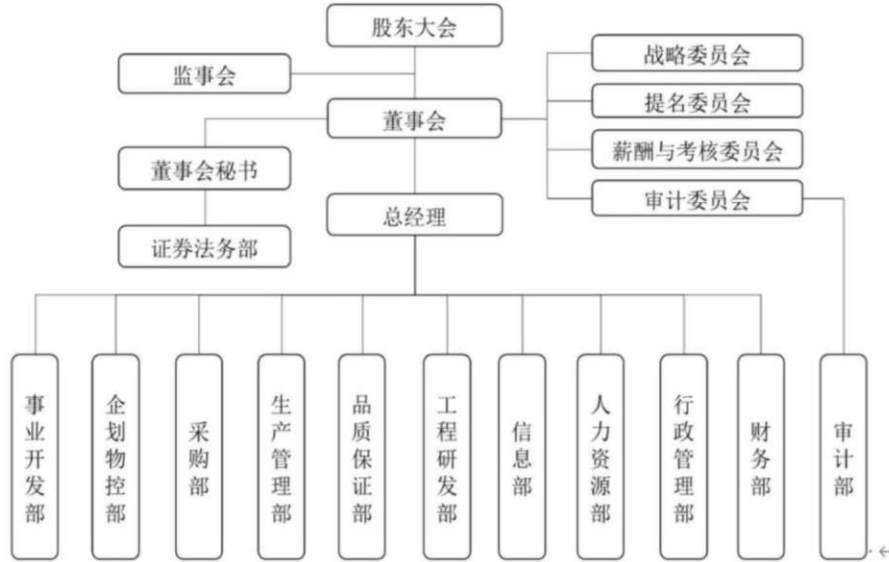 股东大会
监事会
战略委员会
提名委员会
董事会
薪酬与考核委员会
董事会秘书
审计委员会
总经理
证券法务部
事业开发部
企划物控部
采购部
生产管理部
品质保证部
工程研发部
信息部
人力资源部
行政管理部
财务部
审计部